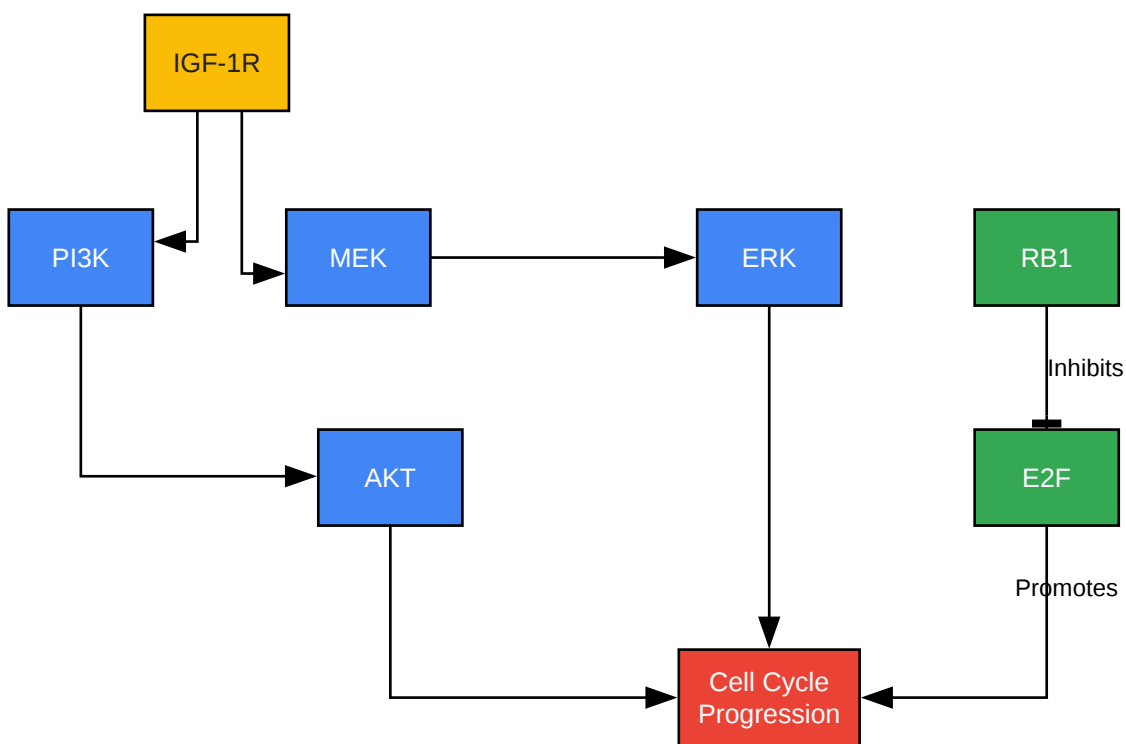 IGF-1R
PI3K
MEK
ERK
RB1
Inhibits
AKT
E2F
Promotes
Cell Cycle
Progression